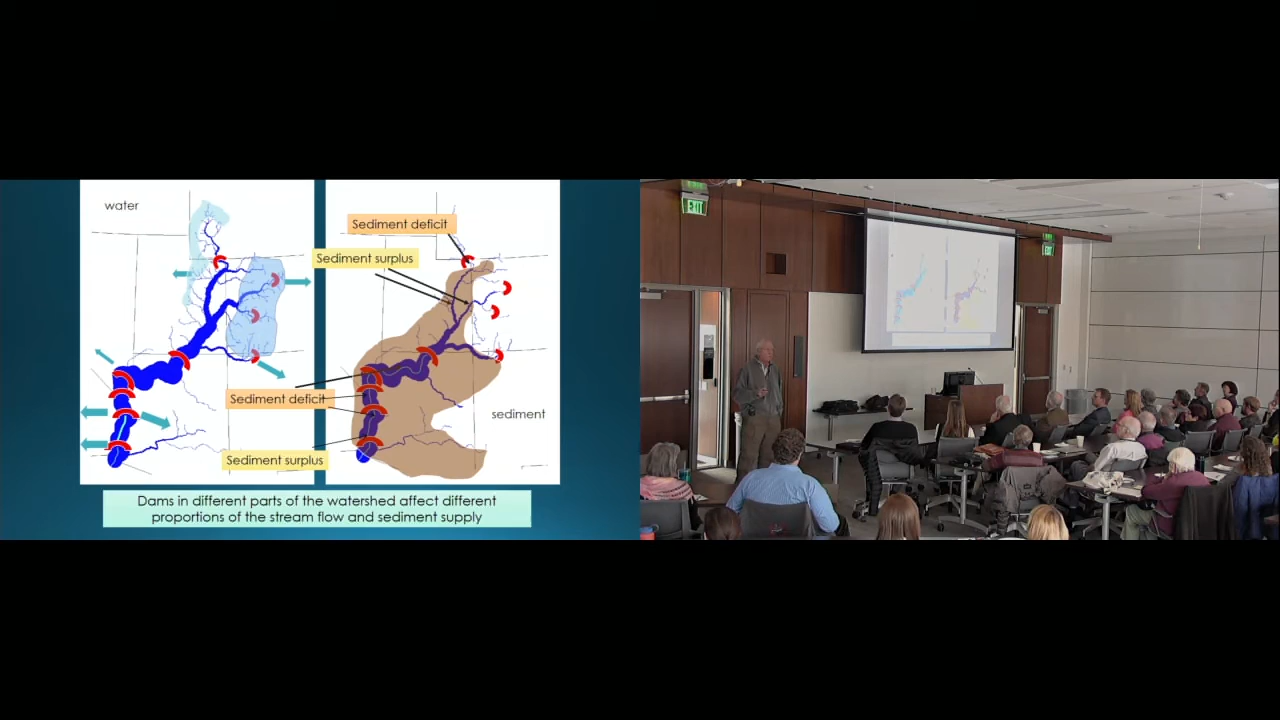 water
Sediment deficit
Sediment surplus
Sediment deficit
sediment
Sediment surplus
Dams in different parts of the watershed affect different
proportions of the stream flow and sediment supply
EXIT
EXIT